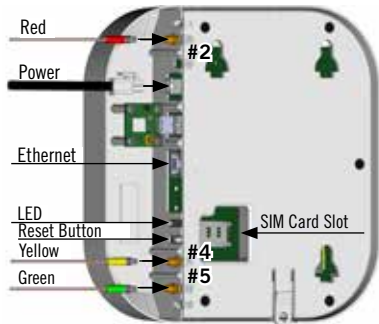 Red
#2
Power
Ethernet
LED
SIM Card Slot
Reset Button
Yellow
#4
#5
Green